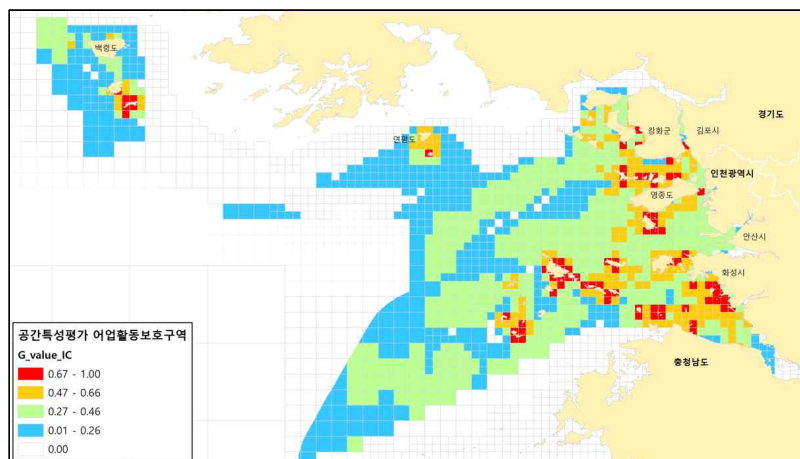 백령도
연평도
강화군
김포시
경기도
인천광역시
영종도
안산시
화성시
충청남도
공간특성평가 어업활동보호구역
G_value_IC
0.67 - 1.00
0.47 - 0.66
0.27 - 0.46
0.01 - 0.26
0.00